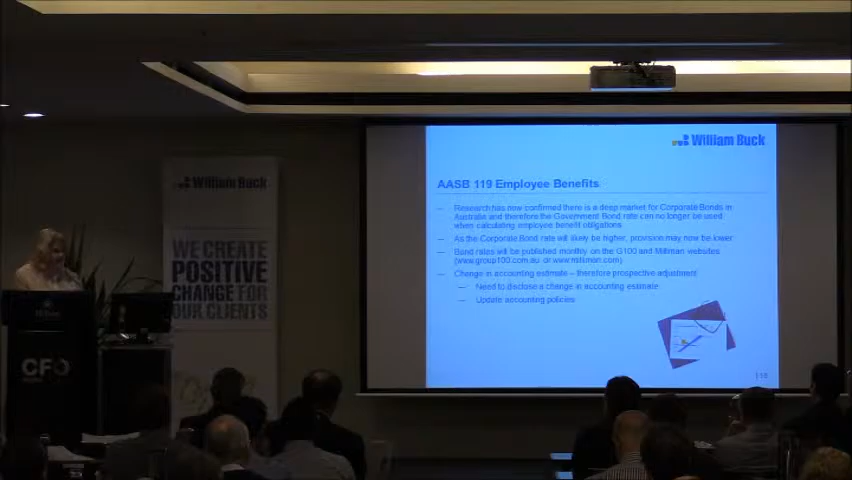 William Buck
AASB 119 Employee Benefits
— Research has now confirmed there is a deep market for Corporate Bonds in
Australia and therefore the Government Bond rate can no longer be used
when calculating employee benefit obligations
— As the Corporate Bond rate will likely be higher, provision may now be lower
— Bond rates will be published monthly on the G100 and Milliman websites
(www.group100.com.au or www.milliman.com)
— Change in accounting estimate – therefore prospective adjustment
— Need to disclose a change in accounting estimate
— Update accounting policies
William Buck
WE CREATE
POSITIVE
CHANGE FOR
OUR CLIENTS
Hilton
CFO